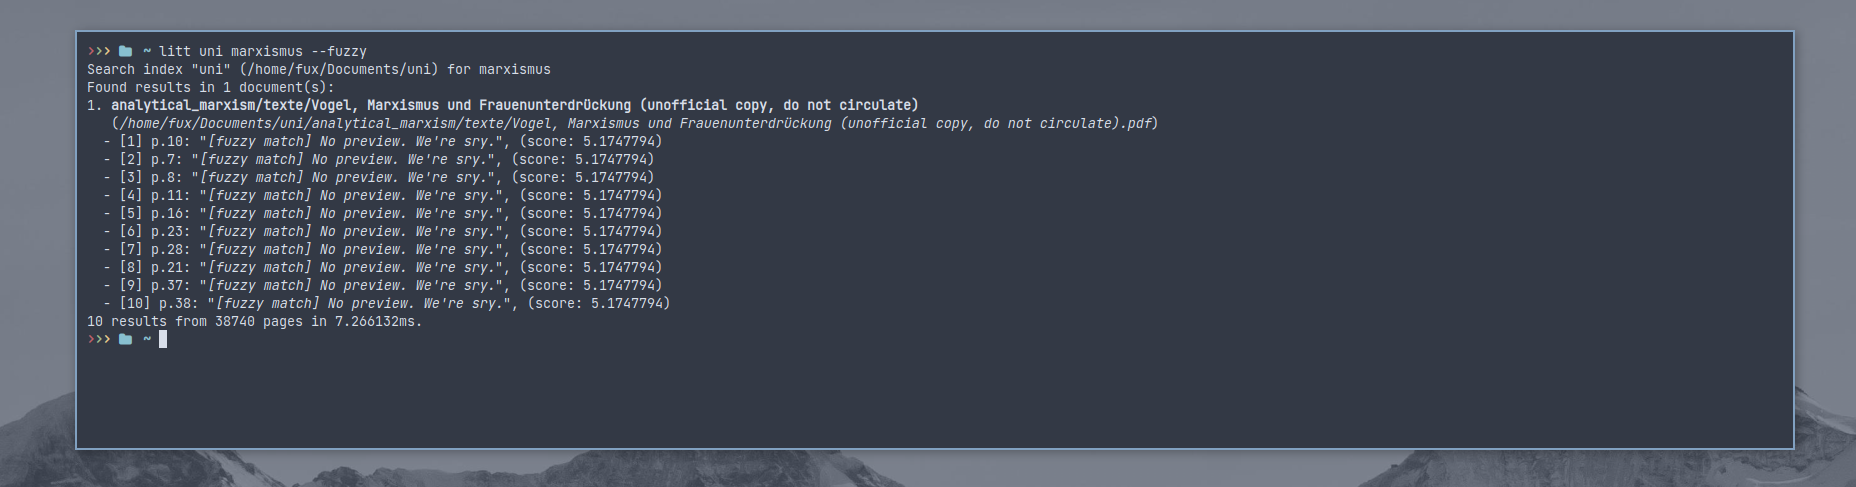 >>> ~ litt uni marxismus --fuzzy
Search index "uni" (/home/fux/Documents/uni) for marxismus
Found results in 1 document(s):
1. analytical_marxism/texte/Vogel, Marxismus und FrauenunterdrÜckung (unofficial copy, do not circulate)
(/home/fux/Documents/uni/analytical_marxism/texte/Vogel, Marxismus und Frauenunterdrückung (unofficial copy, do not circulate).pdf)
- [1] p.10: "[fuzzy match] No preview. We're sry.", (score: 5.1747794)
- [2] p.7: "[fuzzy match] No preview. We're sry.", (score: 5.1747794)
- [3] p.8: "[fuzzy match] No preview. We're sry.", (score: 5.1747794)
- [4] p.11: "[fuzzy match] No preview. We're sry.", (score: 5.1747794)
- [5] p.16: "[fuzzy match] No preview. We're sry.", (score: 5.1747794)
- [6] p.23: "[fuzzy match] No preview. We're sry.", (score: 5.1747794)
- [7] p.28: "[fuzzy match] No preview. We're sry.", (score: 5.1747794)
- [8] p.21: "[fuzzy match] No preview. We're sry.", (score: 5.1747794)
- [9] p.37: "[fuzzy match] No preview. We're sry.", (score: 5.1747794)
- [10] p.38: "[fuzzy match] No preview. We're sry.", (score: 5.1747794)
10 results from 38740 pages in 7.266132ms.
>>> ~